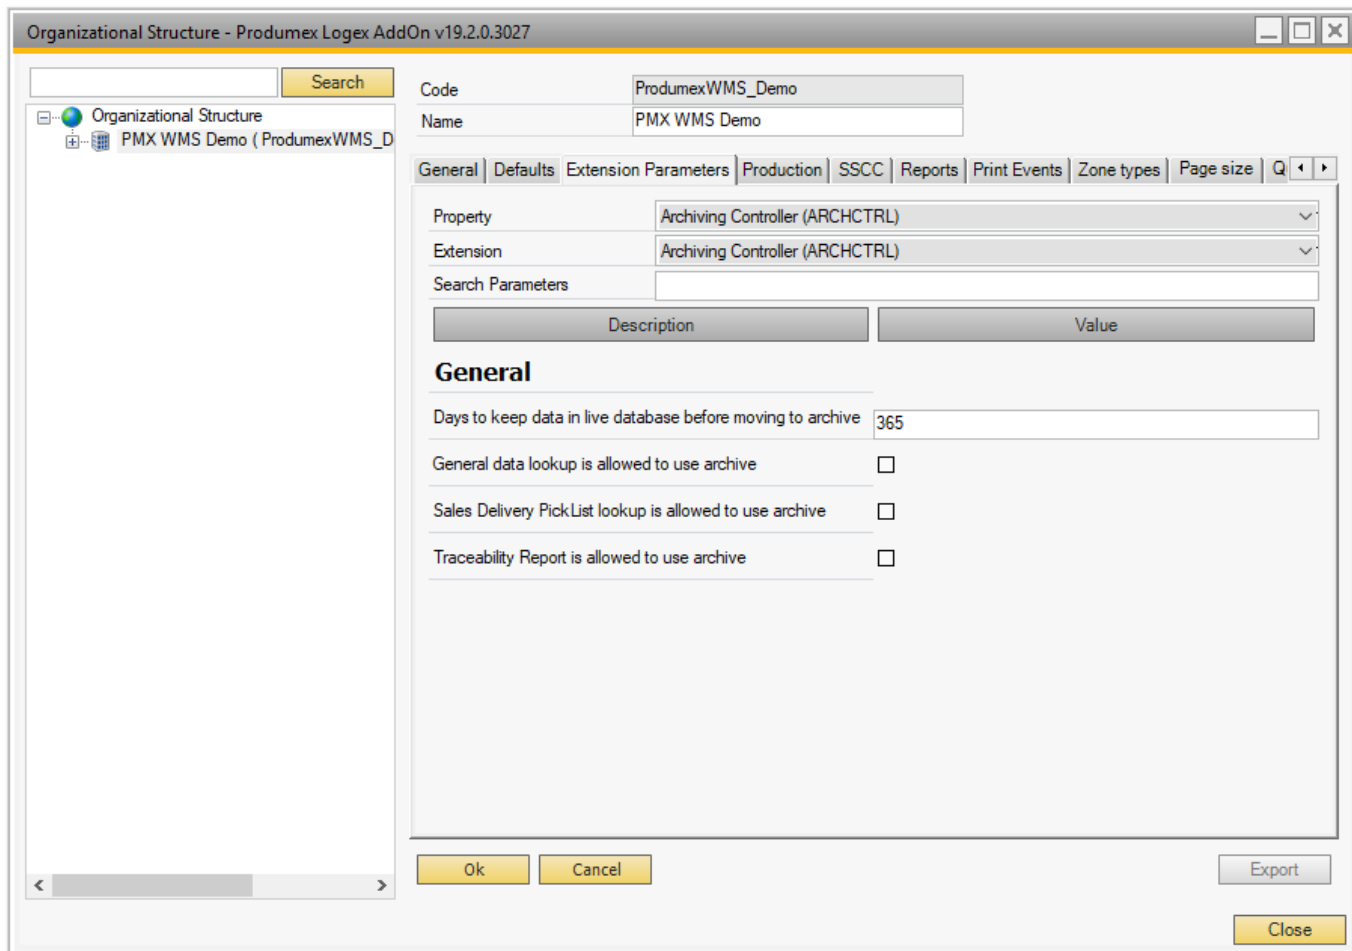 Organizational Structure - Produmex Logex AddOn v19.2.0.3027
Search
Organizational Structure
PMX WMS Demo ( ProdumexWMS_D
Code ProdumexWMS_Demo
Name PMX WMS Demo
General Defaults Extension Parameters Production SSCC Reports Print Events Zone types Page size Q
Property Archiving Controller (ARCHCTRL)
Extension Archiving Controller (ARCHCTRL)
Search Parameters
Description Value
General
Days to keep data in live database before moving to archive 365
General data lookup is allowed to use archive
Sales Delivery PickList lookup is allowed to use archive
Traceability Report is allowed to use archive
Ok Cancel Export
Close